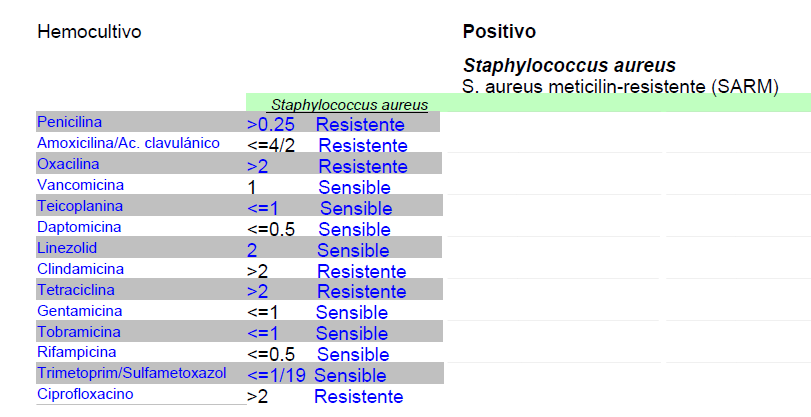 Hemocultivo Positivo
Staphylococcus aureus
S. aureus meticilin-resistente (SARM)
Staphylococcus aureus
Penicilina >0.25 Resistente
Amoxicilina/Ac. clavulánico <=4/2 Resistente
Oxacilina >2 Resistente
Vancomicina 1 Sensible
Teicoplanina <=1 Sensible
Daptomicina <=0.5 Sensible
Linezolid 2 Sensible
Clindamicina >2 Resistente
Tetraciclina >2 Resistente
Gentamicina <=1 Sensible
Tobramicina <=1 Sensible
Rifampicina <=0.5 Sensible
Trimetoprim/Sulfametoxazol <=1/19 Sensible
Ciprofloxacino >2 Resistente